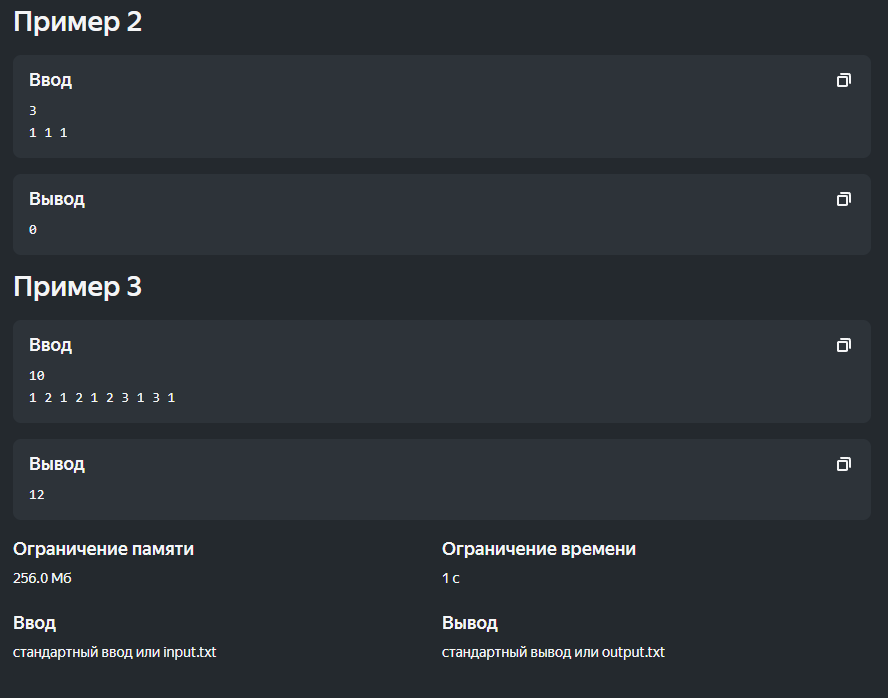 Пример 2
Ввод
3
1 1 1
Вывод
0
Пример 3
Ввод
10
1 2 1 2 1 2 3 1 3 1
Вывод
12
Ограничение памяти
256.0 Мб
Ограничение времени
1 с
Ввод
стандартный ввод или input.txt
Вывод
стандартный вывод или output.txt